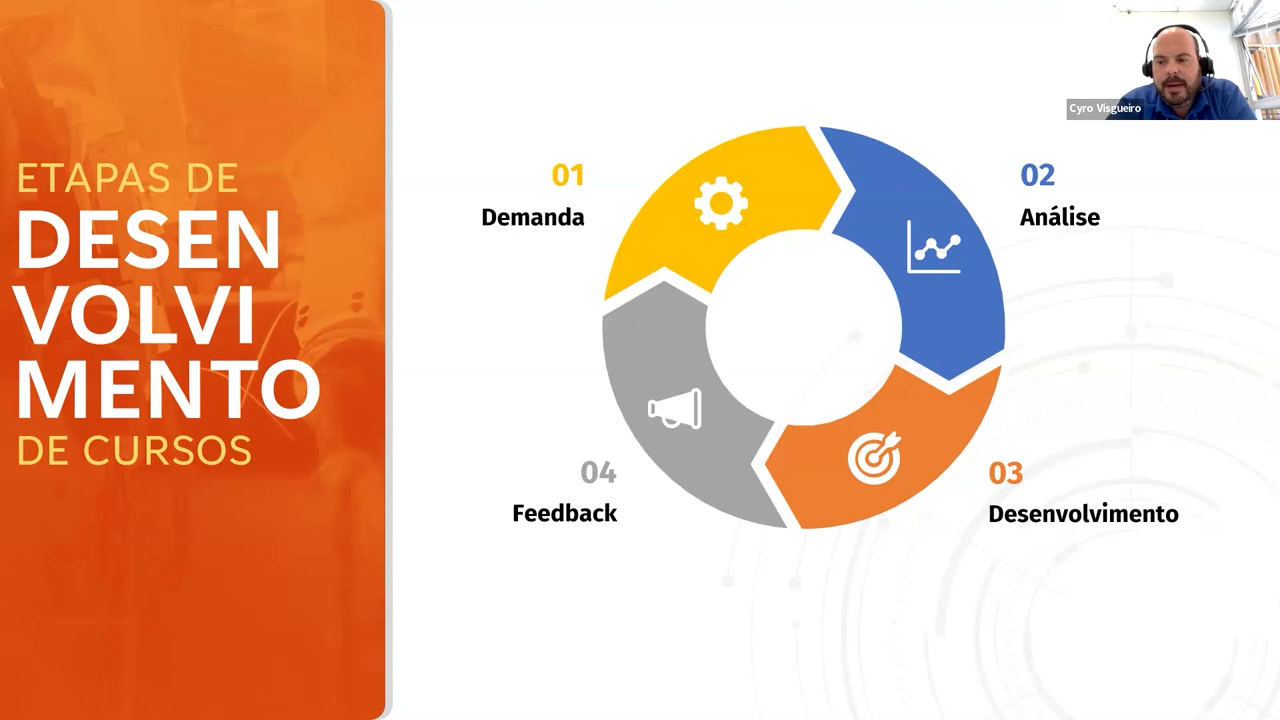 ETAPAS DE
DESEN
VOLVI
MENTO
DE CURSOS
01
Demanda
02
Análise
03
Desenvolvimento
04
Feedback
Cyro Visgueiro